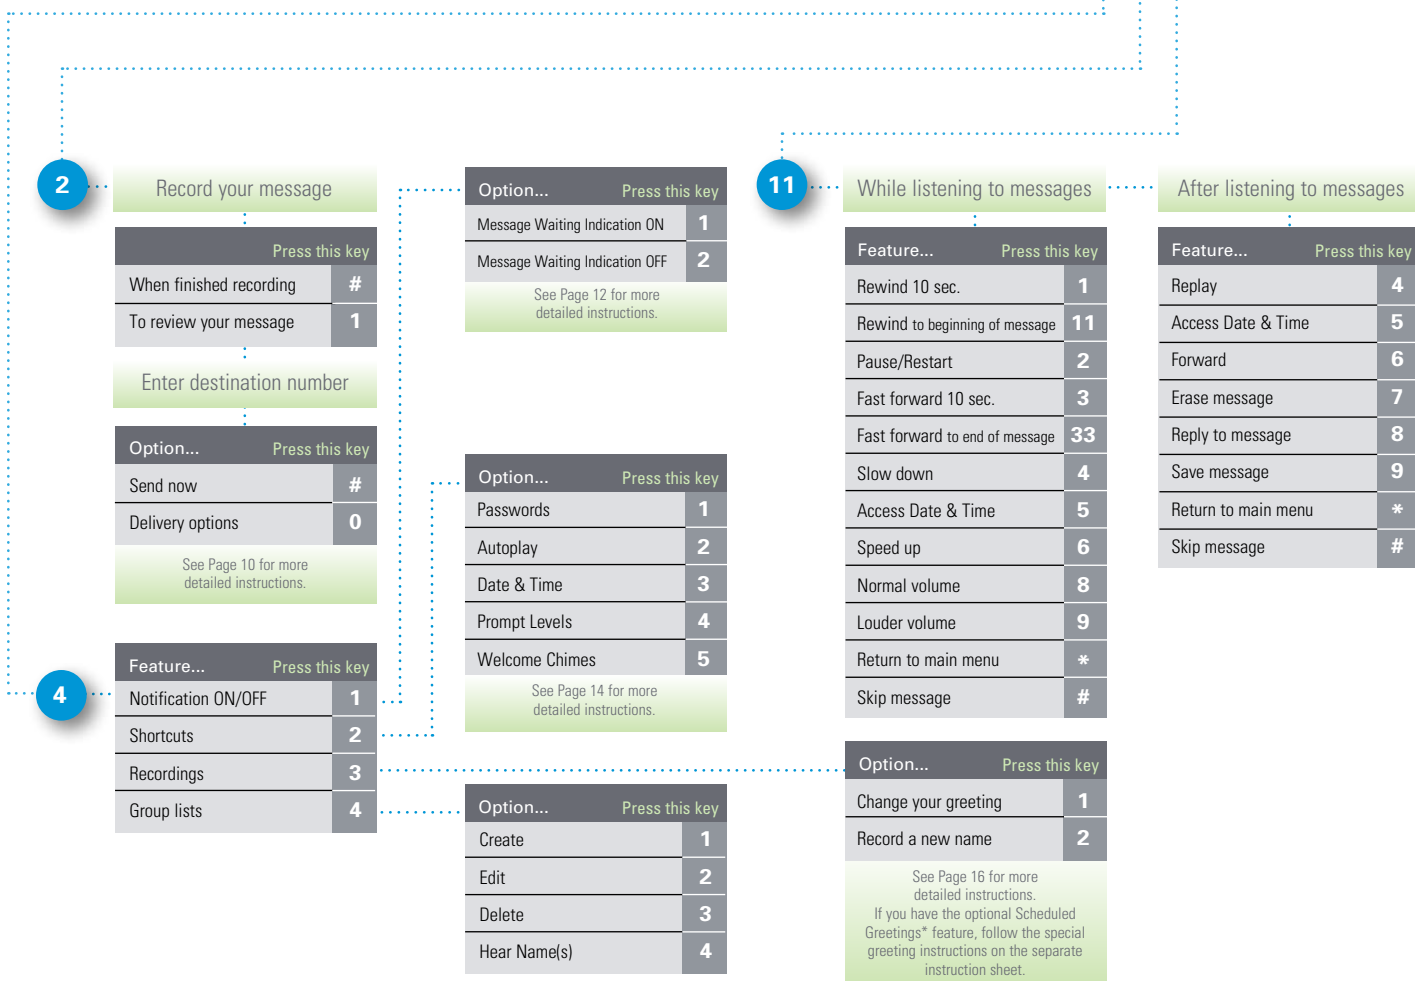 2
Record your message
Press this key
When finished recording #
To review your message 1
Enter destination number
Option... Press this key
Send now #
Delivery options 0
See Page 10 for more
detailed instructions.
4
Feature... Press this key
Notification ON/OFF 1
Shortcuts 2
Recordings 3
Group lists 4
Option... Press this key
Message Waiting Indication ON 1
Message Waiting Indication OFF 2
See Page 12 for more
detailed instructions.
Option... Press this key
Passwords 1
Autoplay 2
Date & Time 3
Prompt Levels 4
Welcome Chimes 5
See Page 14 for more
detailed instructions.
Option... Press this key
Create 1
Edit 2
Delete 3
Hear Name(s) 4
11
While listening to messages
Feature... Press this key
Rewind 10 sec. 1
Rewind to beginning of message 11
Pause/Restart 2
Fast forward 10 sec. 3
Fast forward to end of message 33
Slow down 4
Access Date & Time 5
Speed up 6
Normal volume 8
Louder volume 9
Return to main menu *
Skip message #
Option... Press this key
Change your greeting 1
Record a new name 2
See Page 16 for more
detailed instructions.
If you have the optional Scheduled
Greetings* feature, follow the special
greeting instructions on the separate
instruction sheet.
After listening to messages
Feature... Press this key
Replay 4
Access Date & Time 5
Forward 6
Erase message 7
Reply to message 8
Save message 9
Return to main menu *
Skip message #